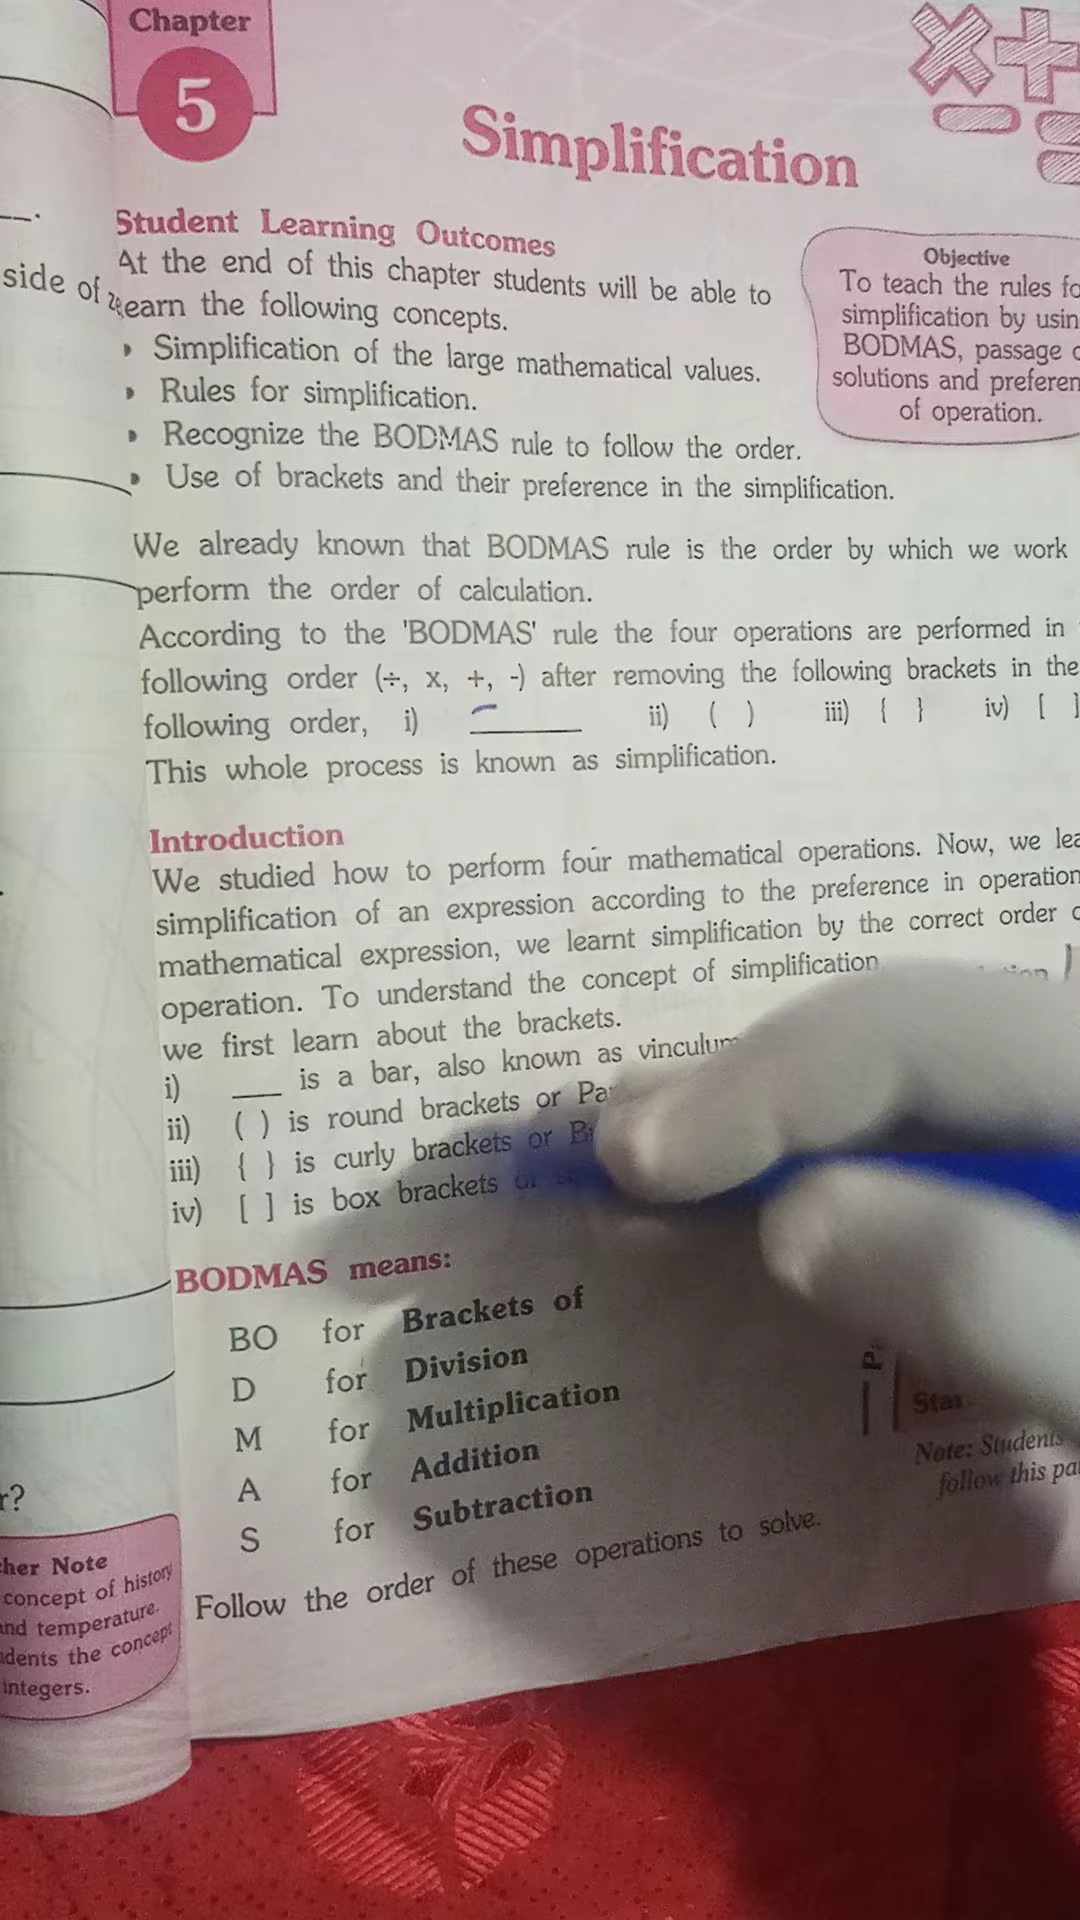 Chapter
5
Simplification
Student Learning Outcomes
At the end of this chapter students will be able to
learn the following concepts.
Simplification of the large mathematical values.
Rules for simplification.
Recognize the BODMAS rule to follow the order.
Use of brackets and their preference in the simplification.
Objective
To teach the rules
simplification by
BODMAS, passage
solutions and
of operation.
We already known that BODMAS rule is the order by which we work
perform the order of calculation.
According to the 'BODMAS' rule the four operations are performed in
following order (÷, x, +, -) after removing the following brackets in the
following order, i) _____ ii) ( ) iii) { } iv) [ ]
This whole process is known as simplification.
Introduction
We studied how to perform four mathematical operations. Now, we
simplification of an expression according to the preference in
mathematical expression, we learnt simplification by the correct order
operation. To understand the concept of simplification
we first learn about the brackets.
i) ___ is a bar, also known as
ii) ( ) is round brackets or
iii) { } is curly brackets or
iv) [ ] is box brackets
BODMAS means:
BO for Brackets of
D for Division
M for Multiplication
A for Addition
S for Subtraction
Follow the order of these operations to solve.
Note: Students
follow this
side of
r?
Note
concept of history
temperature.
the concept
integers.